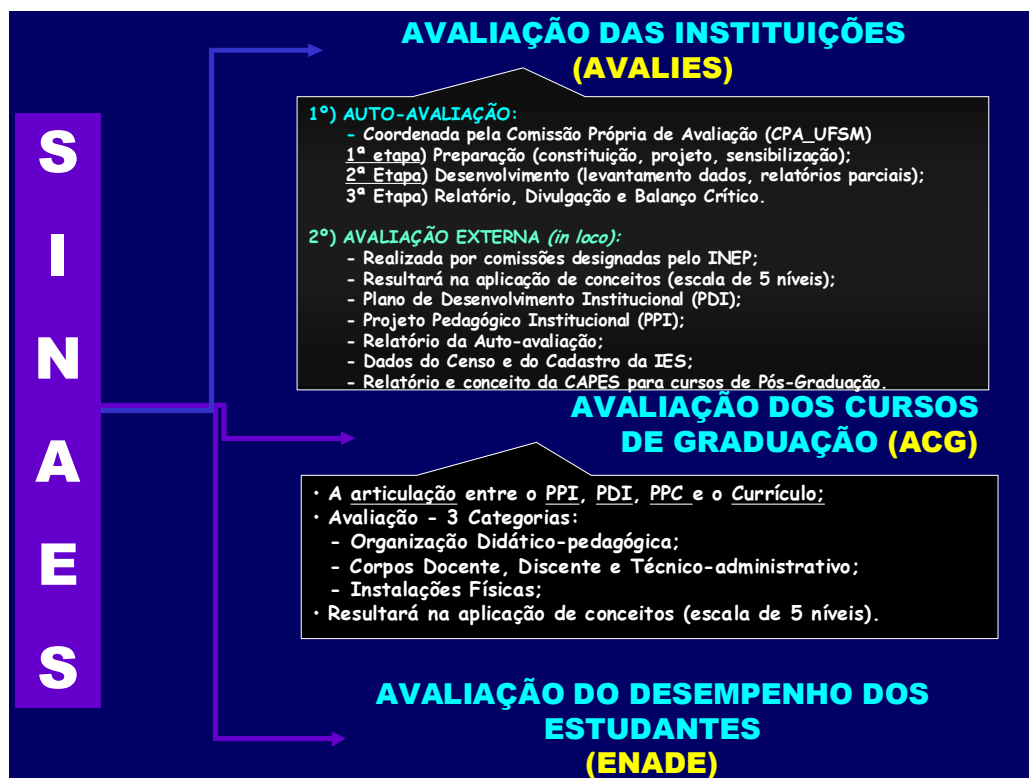 SINAES
AVALIAÇÃO DAS INSTITUIÇÕES
(AVALIES)
1º) AUTO-AVALIAÇÃO:
- Coordenada pela Comissão Própria de Avaliação (CPA_UFSM)
1ª etapa) Preparação (constituição, projeto, sensibilização);
2ª Etapa) Desenvolvimento (levantamento dados, relatórios parciais);
3ª Etapa) Relatório, Divulgação e Balanço Crítico.
2º) AVALIAÇÃO EXTERNA (in loco):
- Realizada por comissões designadas pelo INEP;
- Resultará na aplicação de conceitos (escala de 5 níveis);
- Plano de Desenvolvimento Institucional (PDI);
- Projeto Pedagógico Institucional (PPI);
- Relatório da Auto-avaliação;
- Dados do Censo e do Cadastro da IES;
- Relatório e conceito da CAPES para cursos de Pós-Graduação.
AVALIAÇÃO DOS CURSOS
DE GRADUAÇÃO (ACG)
• A articulação entre o PPI, PDI, PPC e o Currículo;
• Avaliação - 3 Categorias:
- Organização Didático-pedagógica;
- Corpos Docente, Discente e Técnico-administrativo;
- Instalações Físicas;
• Resultará na aplicação de conceitos (escala de 5 níveis).
AVALIAÇÃO DO DESEMPENHO DOS
ESTUDANTES
(ENADE)